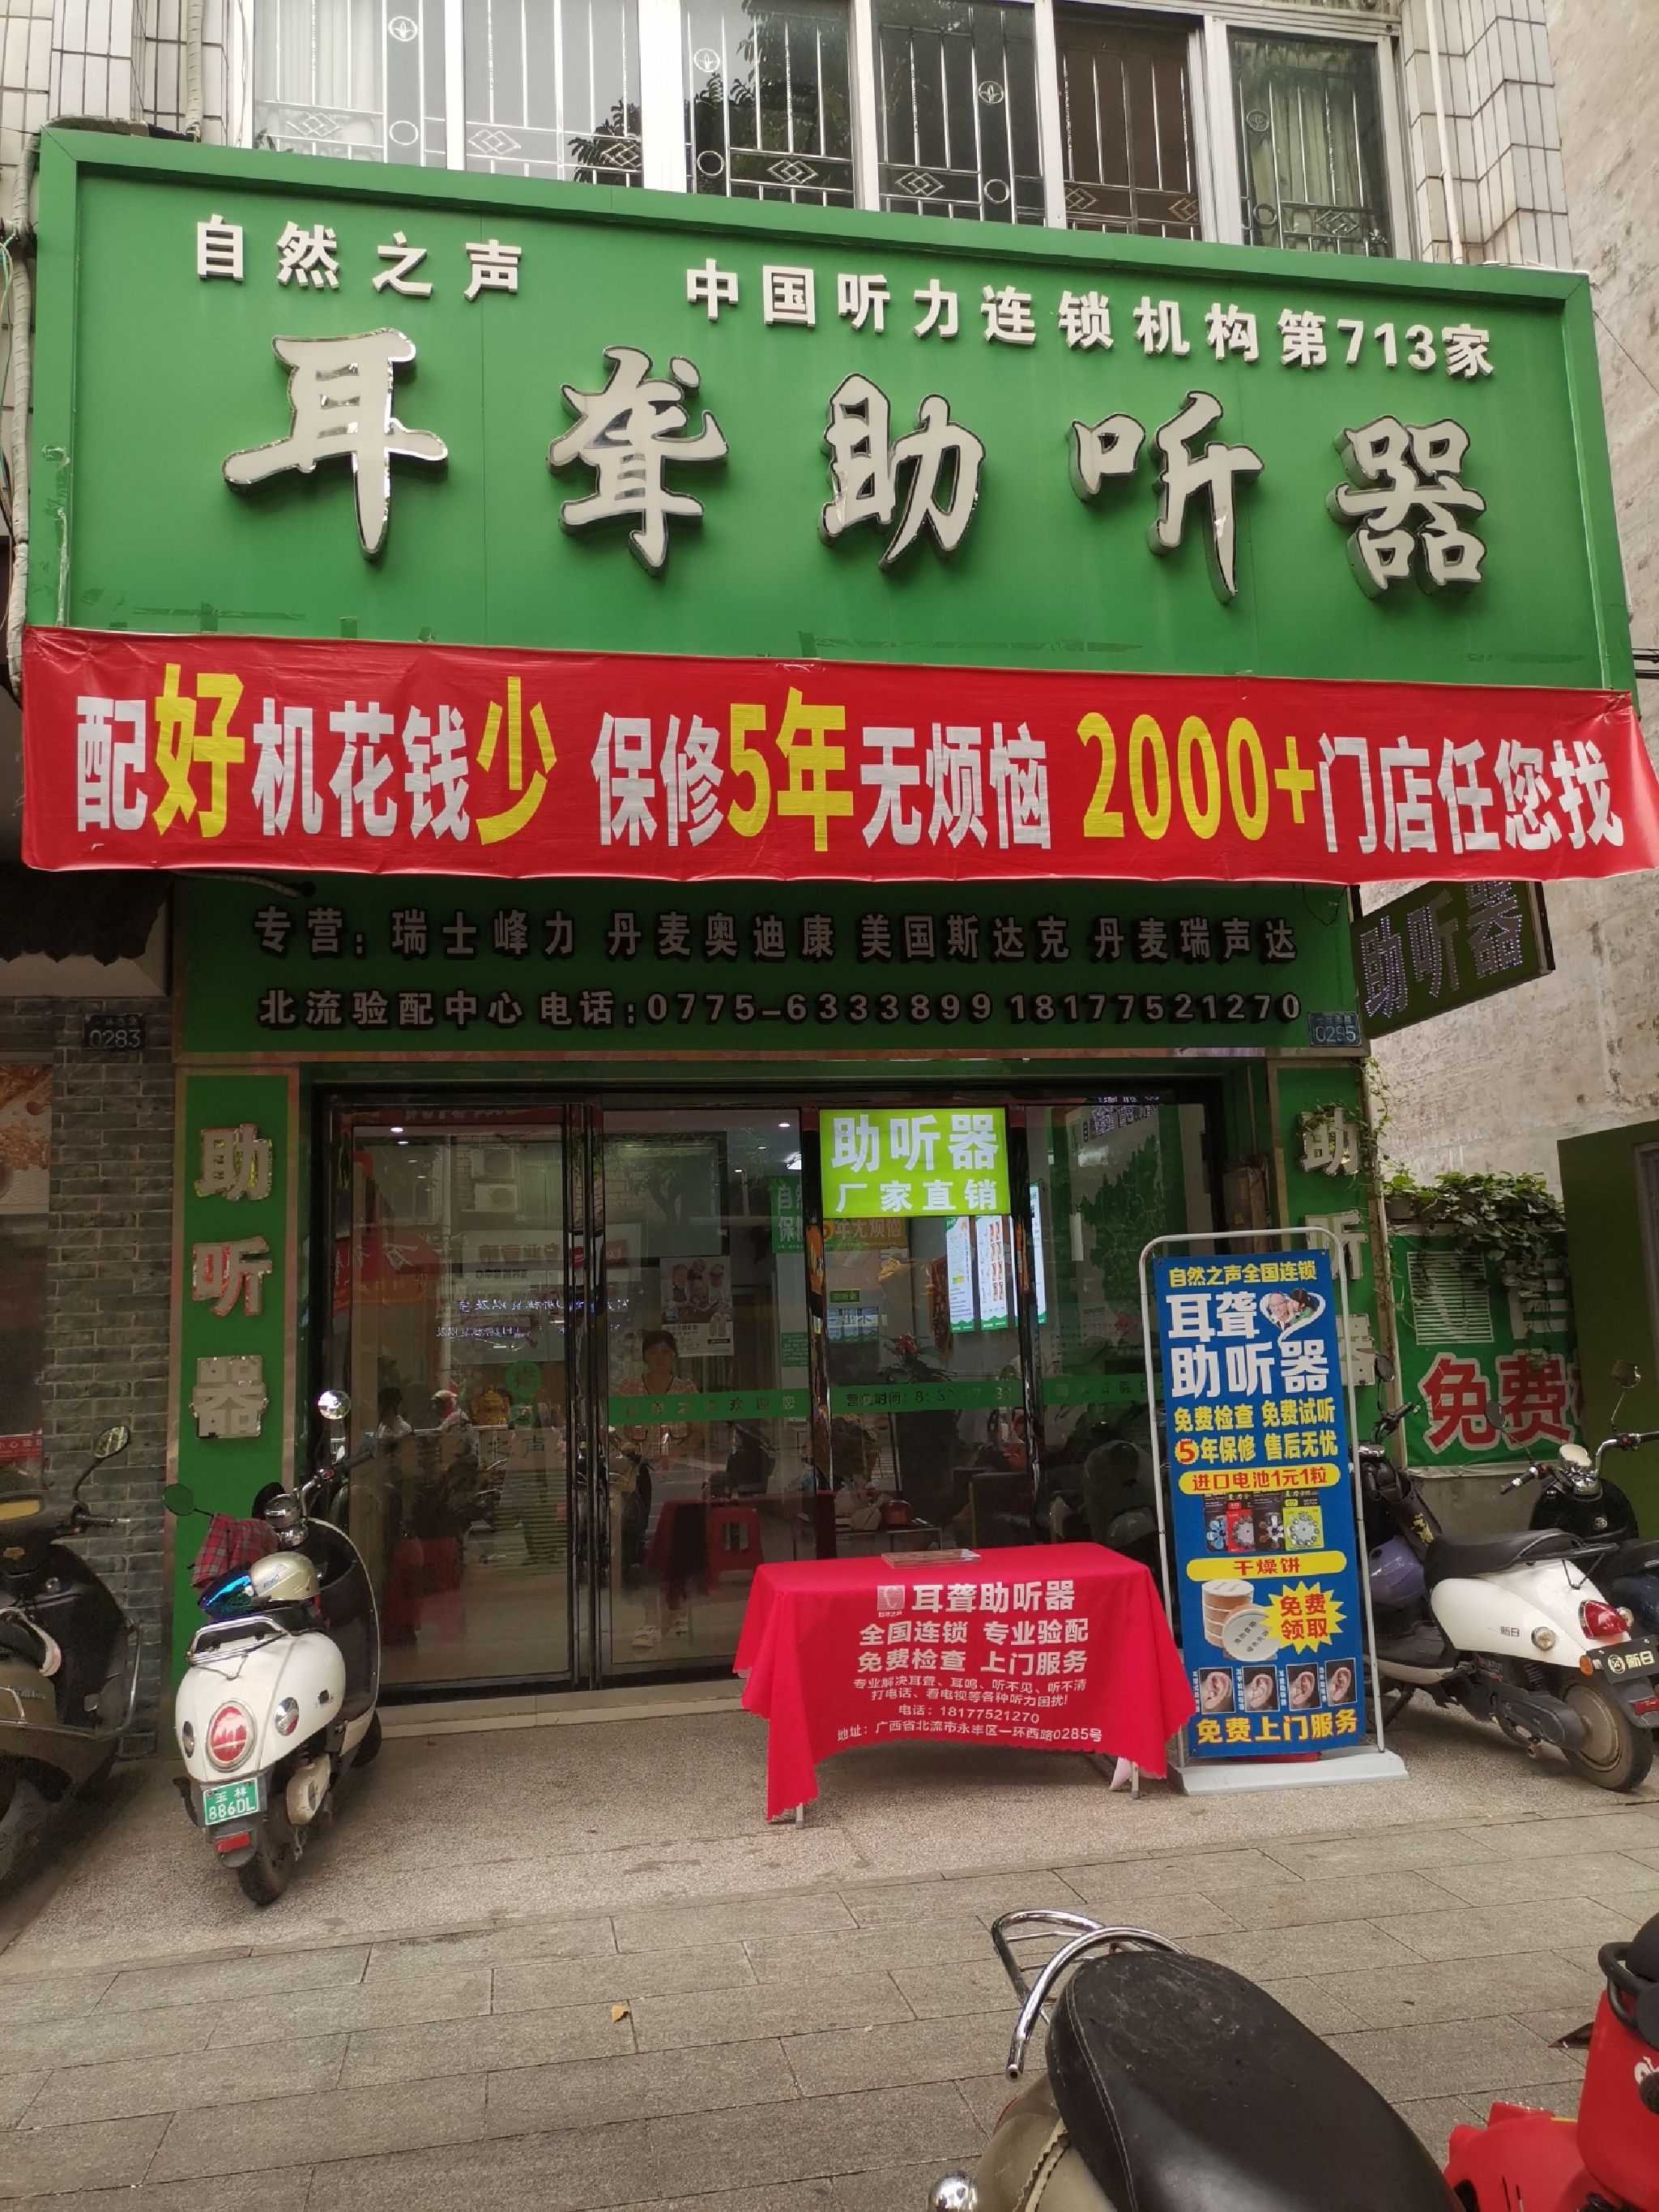 自然之声 中国听力连锁机构第713家
耳聋助听器
配好机花钱少 保修5年无烦恼 2000+门店任您找
专营:瑞士峰力 丹麦奥迪康 美国斯达克 丹麦瑞声达
北流验配中心 电话:0775-6333899 18177521270
助听器
0283
助听器
助听器
厂家直销
自然之声全国连锁
耳聋
助听器
免费检查 免费试听
5年保修 售后无忧
进口电池1元1粒
干燥饼
免费
领取
免费上门服务
耳聋助听器
全国连锁 专业验配
免费检查 上门服务
专业解决耳聋、耳鸣、听不见、听不清
打电话、看电视等各种听力困扰!
电话:18177521270
地址:广西省北流市永丰区一环西路0285号
免费
玉林
886DL
新日
新日